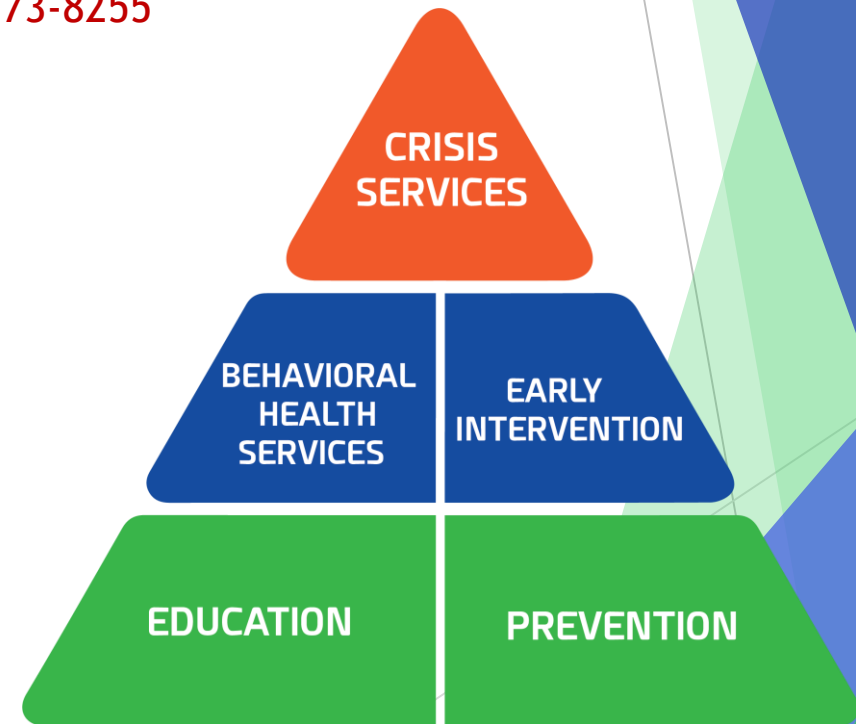 73-8255
CRISIS
SERVICES
BEHAVIORAL
HEALTH
SERVICES
EARLY
INTERVENTION
EDUCATION
PREVENTION